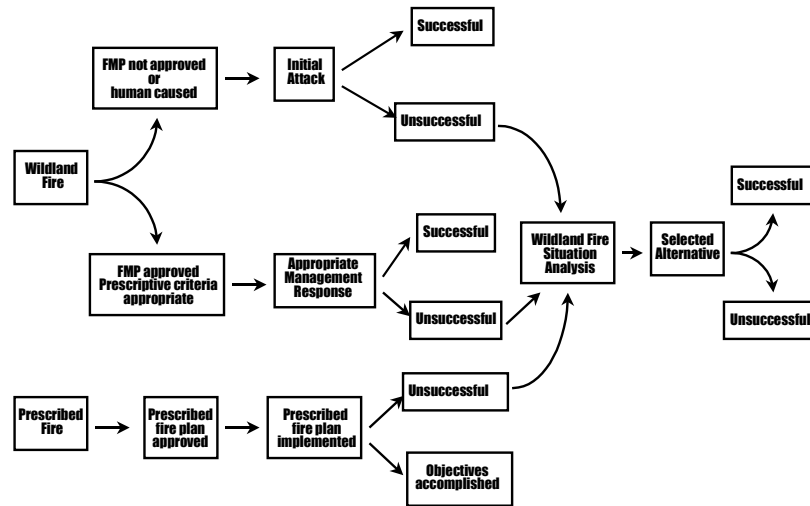 FMP not approved
or
human caused
Initial
Attack
Successful
Unsuccessful
Wildland
Fire
FMP approved
Prescriptive criteria
appropriate
Appropriate
Management
Response
Successful
Unsuccessful
Wildland Fire
Situation
Analysis
Selected
Alternative
Successful
Unsuccessful
Prescribed
Fire
Prescribed
fire plan
approved
Prescribed
fire plan
implemented
Unsuccessful
Objectives
accomplished